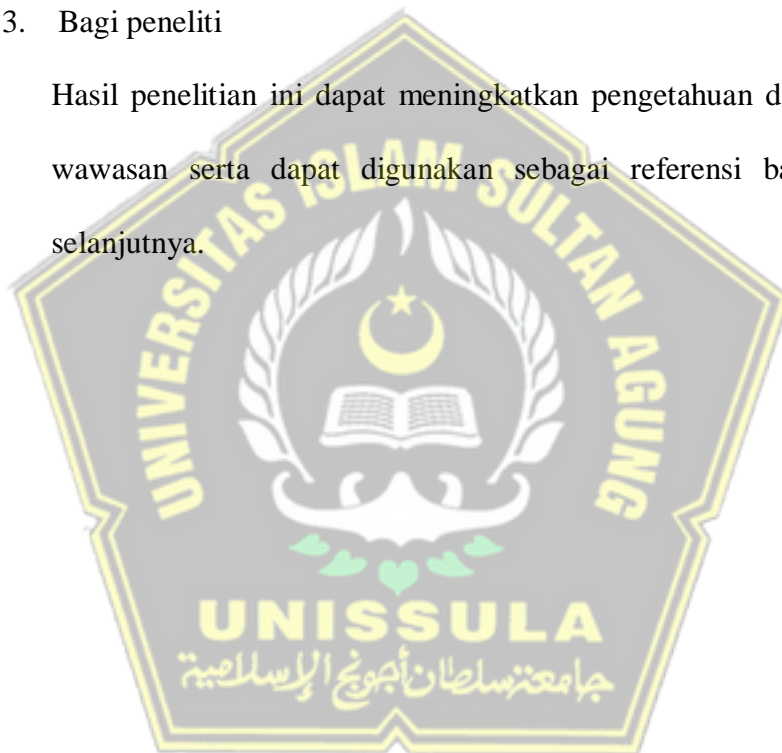 3. Bagi peneliti
Hasil penelitian ini dapat meningkatkan pengetahuan d
wawasan serta dapat digunakan sebagai referensi ba
selanjutnya.
UNIVERSITAS ISLAM SULTAN AGUNG
UNISSULA
جامعة سلطان أجونج الإسلامية